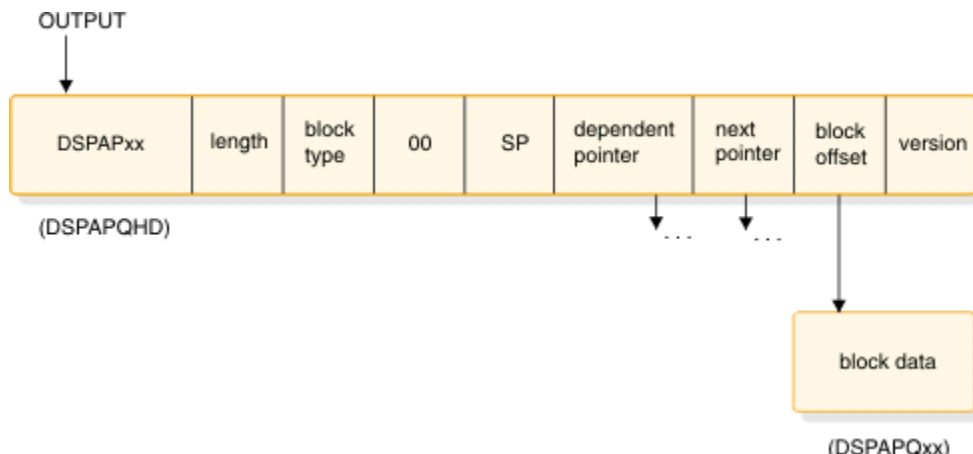 OUTPUT
DSPAPxx
length
block
type
00
SP
dependent
pointer
next
pointer
block
offset
version
(DSPAPQHD)
. . .
. . .
block data
(DSPAPQxx)